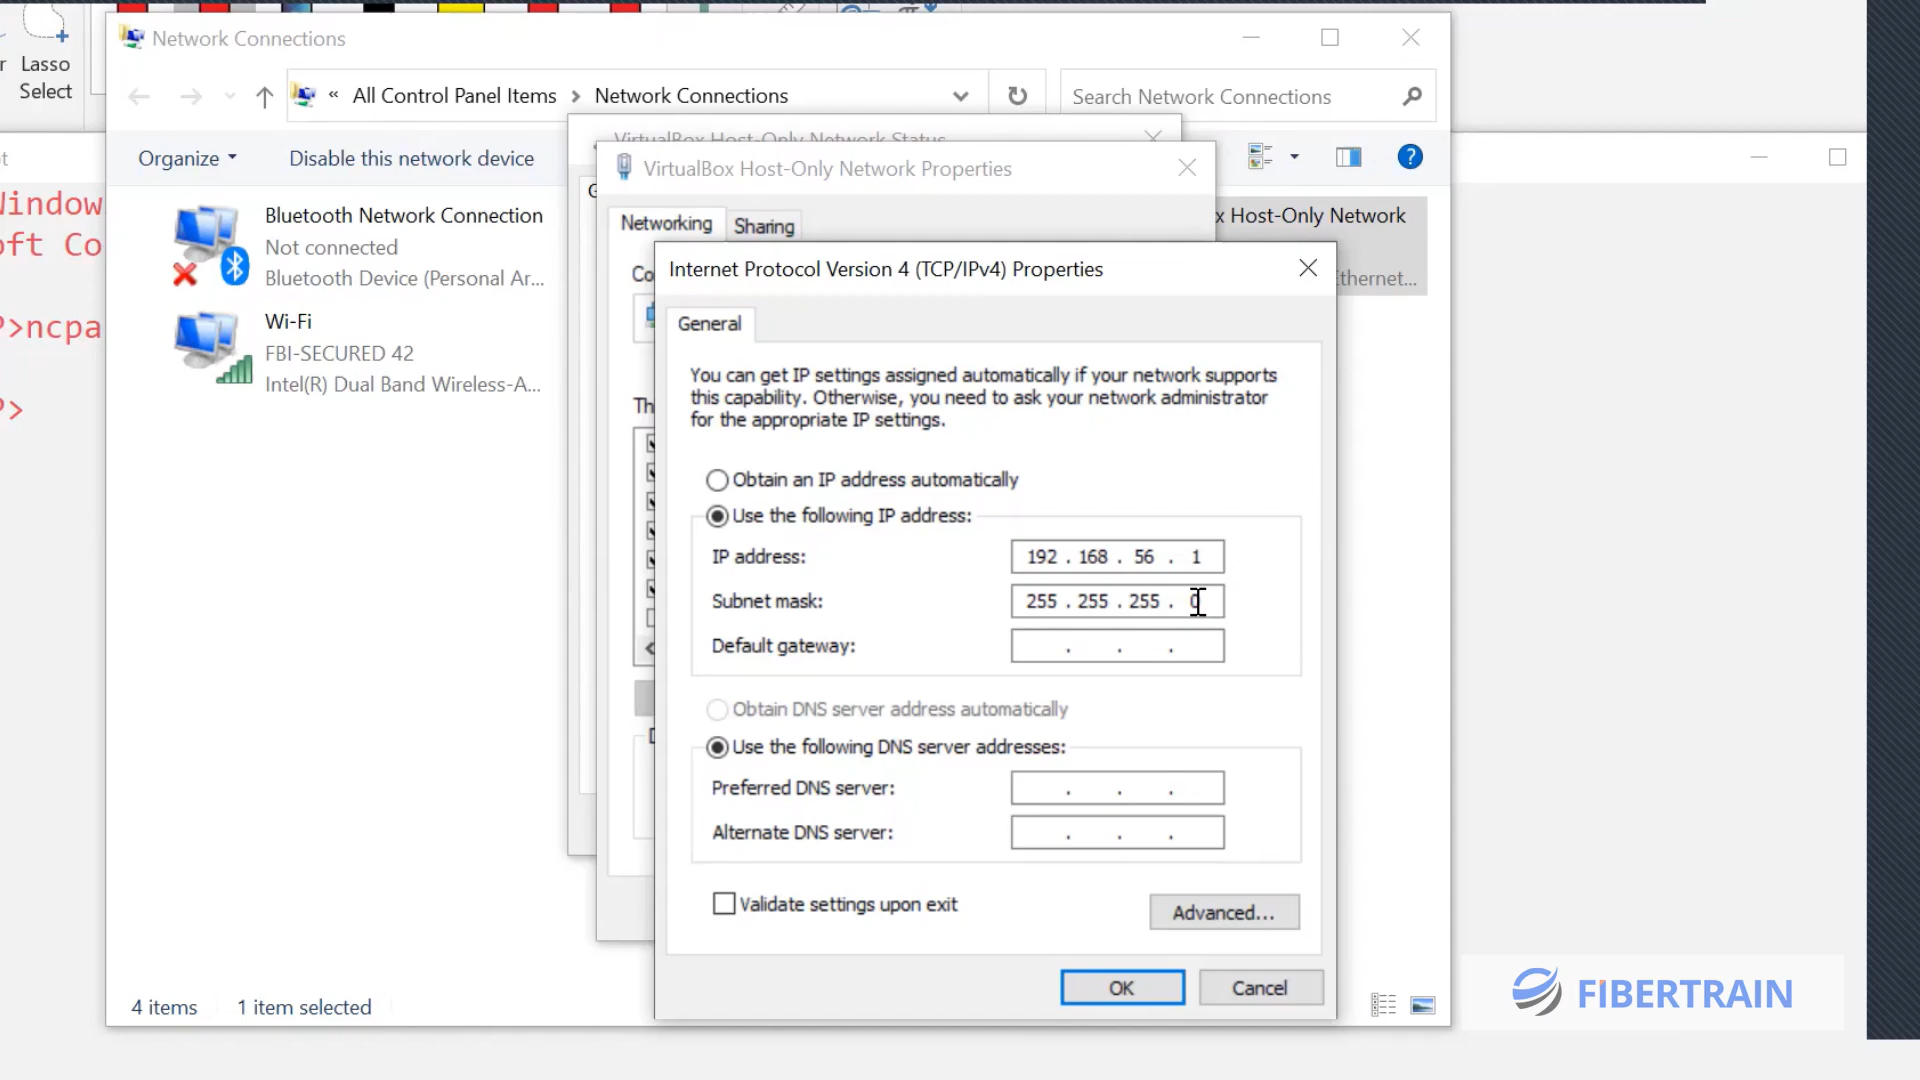 Network Connections
Lasso
Select
« All Control Panel Items > Network Connections
Search Network Connections
Organize
Disable this network device
VirtualBox Host-Only Network Status
VirtualBox Host-Only Network Properties
Networking
Sharing
Bluetooth Network Connection
Not connected
Bluetooth Device (Personal Ar...
Wi-Fi
FBI-SECURED 42
Intel(R) Dual Band Wireless-A...
x Host-Only Network
Ethernet...
>ncpa
>
Internet Protocol Version 4 (TCP/IPv4) Properties
General
You can get IP settings assigned automatically if your network supports
this capability. Otherwise, you need to ask your network administrator
for the appropriate IP settings.
Obtain an IP address automatically
Use the following IP address:
IP address:
192 . 168 . 56 . 1
Subnet mask:
255 . 255 . 255 . 0
Default gateway:
. . .
Obtain DNS server address automatically
Use the following DNS server addresses:
Preferred DNS server:
. . .
Alternate DNS server:
. . .
Validate settings upon exit
Advanced...
OK
Cancel
4 items
1 item selected
FIBERTRAIN